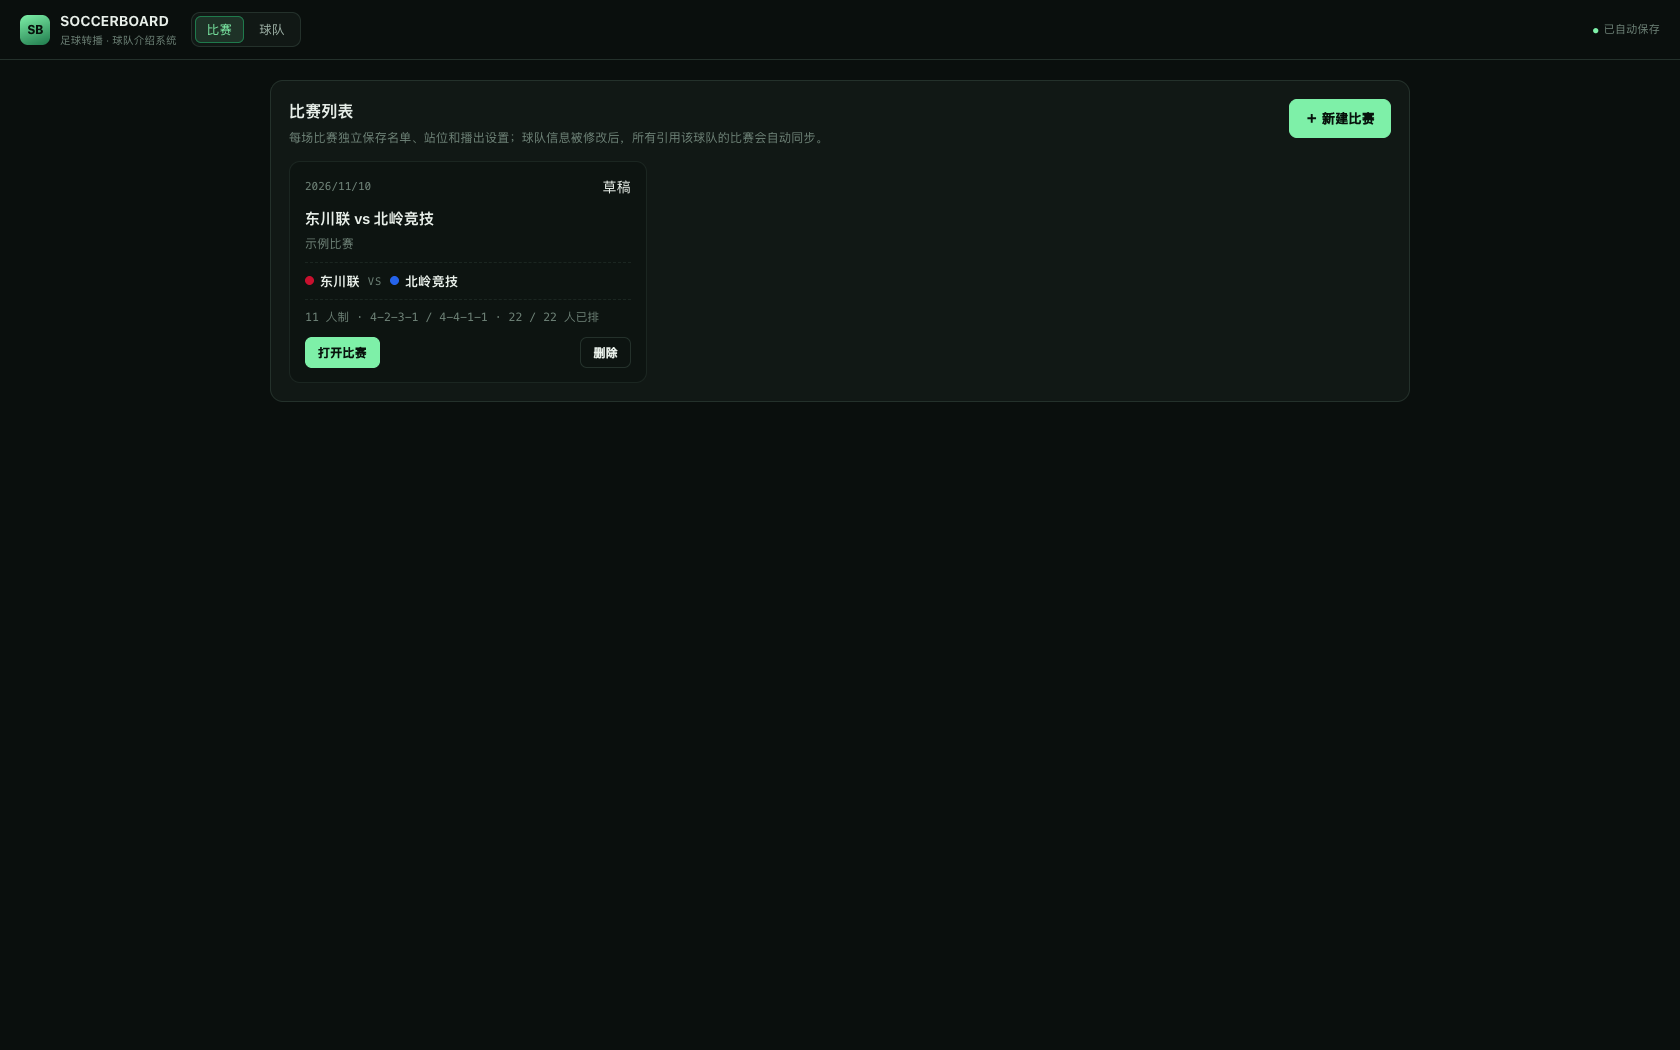 SB
SOCCERBOARD
足球转播 · 球队介绍系统
比赛
球队
已自动保存
比赛列表
每场比赛独立保存名单、站位和播出设置；球队信息被修改后，所有引用该球队的比赛会自动同步。
+ 新建比赛
2026/11/10
草稿
东川联 vs 北岭竞技
示例比赛
东川联 VS 北岭竞技
11 人制 · 4-2-3-1 / 4-4-1-1 · 22 / 22 人已排
打开比赛
删除